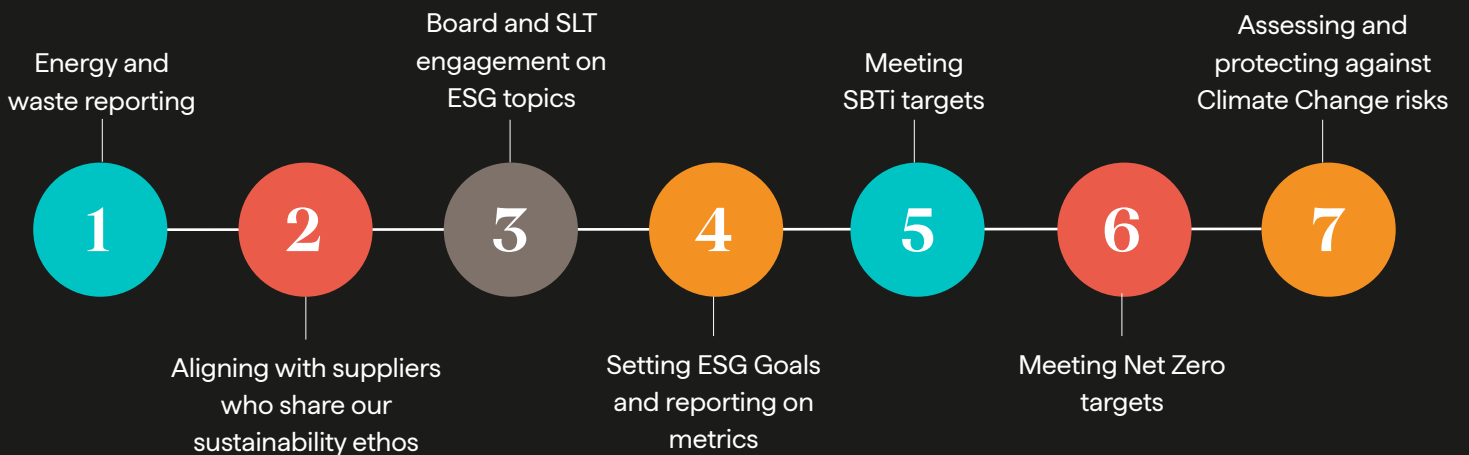 Energy and
waste reporting
1
Aligning with suppliers
who share our
sustainability ethos
2
Board and SLT
engagement on
ESG topics
3
Setting ESG Goals
and reporting on
metrics
4
Meeting
SBTi targets
5
Meeting Net Zero
targets
6
Assessing and
protecting against
Climate Change risks
7